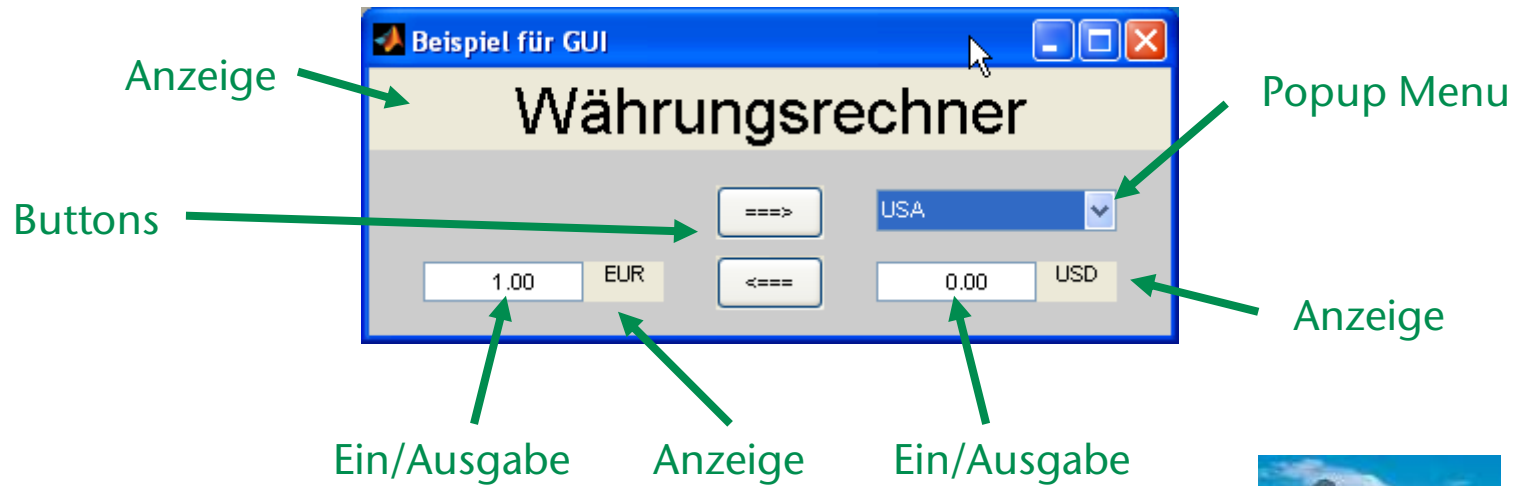 Beispiel für GUI
Anzeige
Währungsrechner
Popup Menu
Buttons
===>
USA
1.00
EUR
<===
0.00
USD
Anzeige
Ein/Ausgabe
Anzeige
Ein/Ausgabe